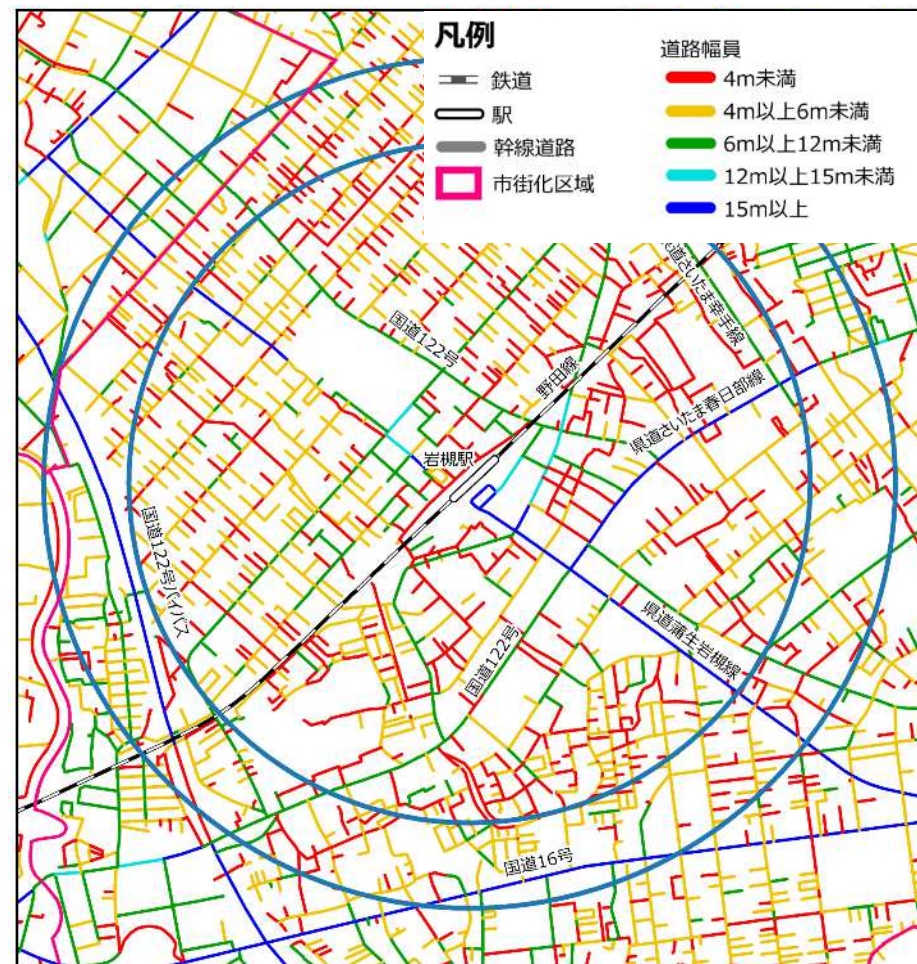 凡例
鉄道
駅
幹線道路
市街化区域
道路幅員
4m未満
4m以上6m未満
6m以上12m未満
12m以上15m未満
15m以上
県道さいたま幸手線
国道122号
野田線
県道さいたま春日部線
岩槻駅
国道122号バイパス
県道蒲生岩槻線
国道122号
国道16号